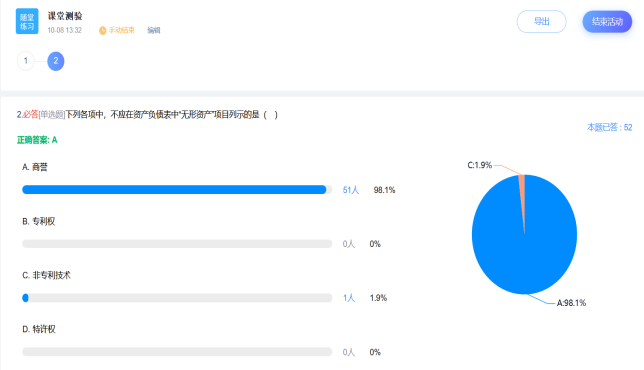 随堂
练习
课堂测验
10-08 13:32 手动结束 编辑
导出
结束活动
1
2
2.必答[单选题]下列各项中，不应在资产负债表中“无形资产”项目列示的是（ ）
本题已答 : 52
正确答案: A
A. 商誉
51人 98.1%
B. 专利权
0人 0%
C. 非专利技术
1人 1.9%
D. 特许权
0人 0%
C:1.9%
A:98.1%